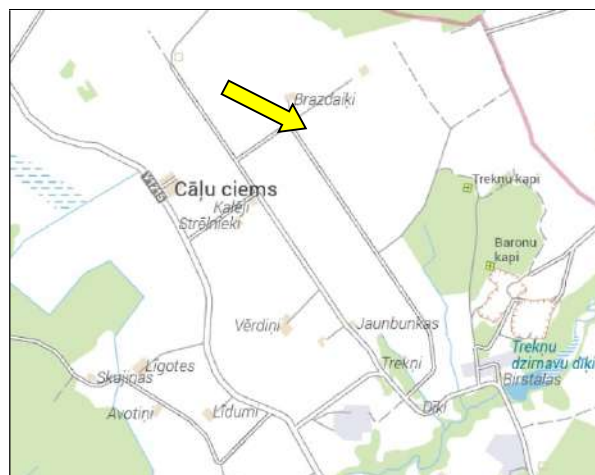 Brazdaiķi
V1215
Cāļu ciems
Kalēji
Strēlnieki
Trekņu kapi
Baronu
kapi
Vērdiņi
Jaunbunkas
Trekņi
Trekņu
dzirnavu dīķi
Birstalas
Līgotes
Skujiņas
Avotiņi
Līdumi
Dīķi